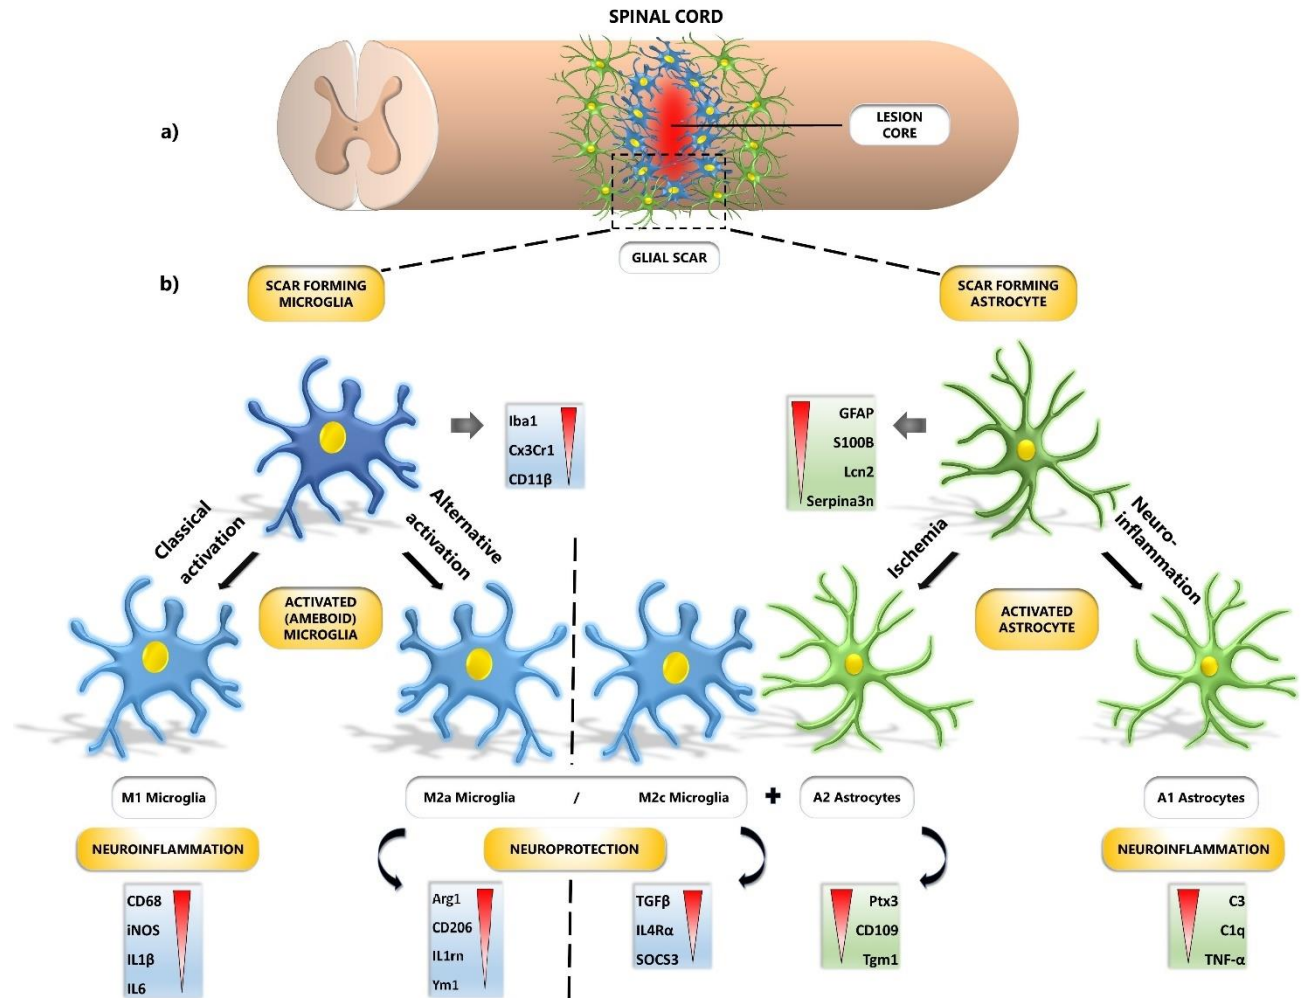 SPINAL CORD
a)
LESION
CORE
GLIAL SCAR
b)
SCAR FORMING
MICROGLIA
SCAR FORMING
ASTROCYTE
Iba1
Cx3Cr1
CD11β
GFAP
S100B
Lcn2
Serpina3n
Classical
activation
Alternative
activation
Ischemia
Neuro-
inflammation
ACTIVATED
(AMEBOID)
MICROGLIA
ACTIVATED
ASTROCYTE
M1 Microglia
M2a Microglia / M2c Microglia
+
A2 Astrocytes
A1 Astrocytes
NEUROINFLAMMATION
NEUROPROTECTION
NEUROINFLAMMATION
CD68
iNOS
IL1β
IL6
Arg1
CD206
IL1rn
Ym1
TGFβ
IL4Rα
SOCS3
Ptx3
CD109
Tgm1
C3
C1q
TNF-α